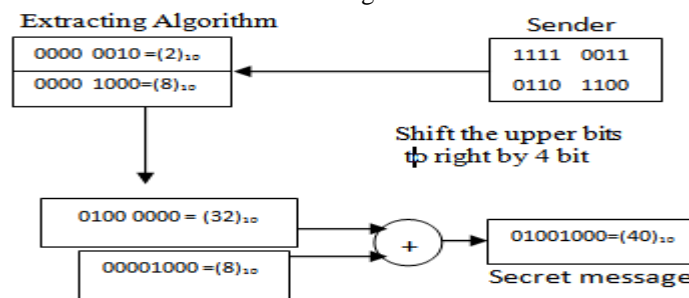 Extracting Algorithm
Sender
0000 0010 =(2)₁₀
0000 1000=(8)₁₀
1111 0011
0110 1100
Shift the upper bits
to right by 4 bit
0100 0000 = (32)₁₀
00001000 =(8)₁₀
+
01001000=(40)₁₀
Secret message